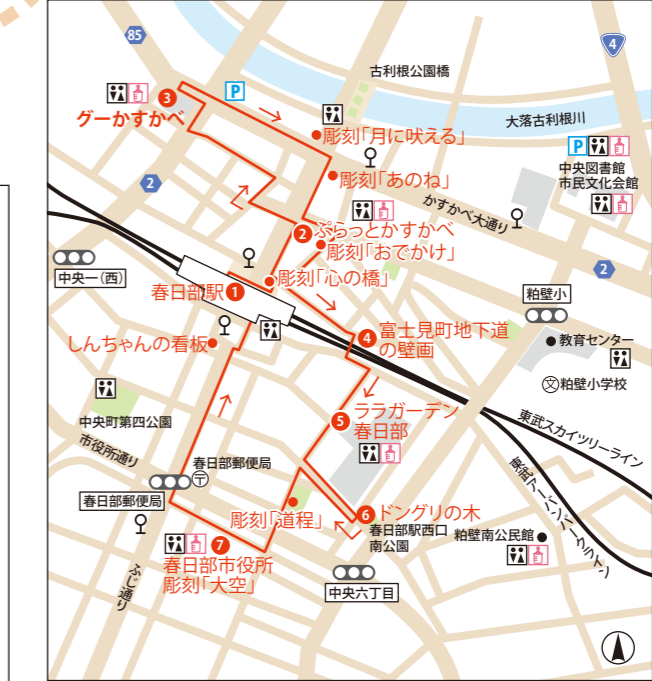 85
4
古利根公園橋
P
3
グーかすかべ
大落古利根川
彫刻「月に吠える」
P
中央図書館
市民文化会館
彫刻「あのね」
2
かすかべ大通り
2
ぷらっとかすかべ
彫刻「おでかけ」
2
中央一(西)
彫刻「心の橋」
春日部駅
1
粕壁小
しんちゃんの看板
4
富士見町地下道
の壁画
教育センター
文
粕壁小学校
中央町第四公園
5
ララガーデン
春日部
東武スカイツリーライン
市役所通り
春日部郵便局
〒
東武アーバンパークライン
春日部郵便局
彫刻「道程」
6
ドングリの木
春日部駅西口
南公園
粕壁南公民館
7
春日部市役所
彫刻「大空」
ふじ通り
中央六丁目